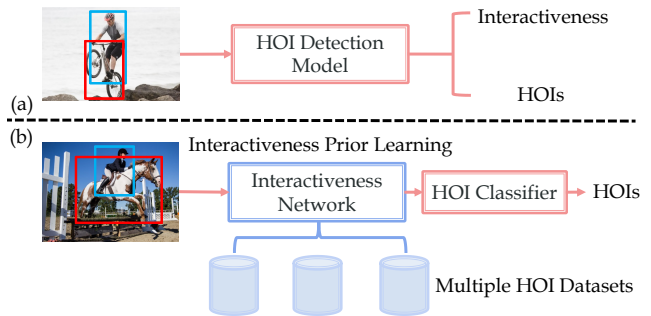 Interactiveness
HOI Detection
Model
HOIs
(a)
(b)
Interactiveness Prior Learning
Interactiveness
Network
HOI Classifier
HOIs
Multiple HOI Datasets